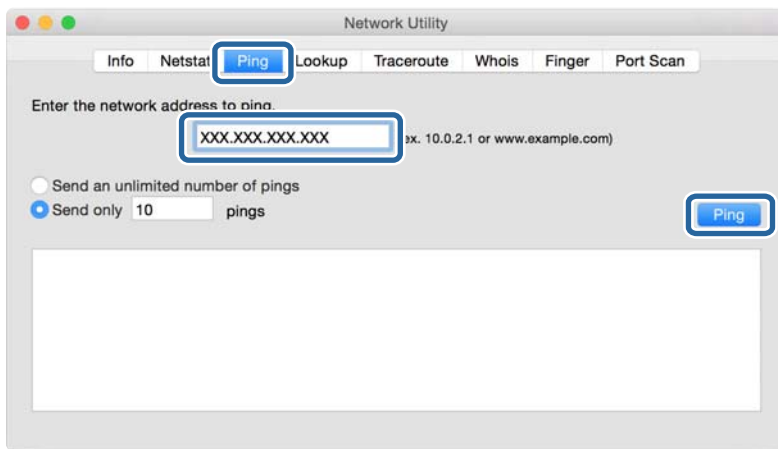 Network Utility
Info Netstat Ping Lookup Traceroute Whois Finger Port Scan
Enter the network address to ping.
XXX.XXX.XXX.XXX ex. 10.0.2.1 or www.example.com)
Send an unlimited number of pings
Send only 10 pings
Ping